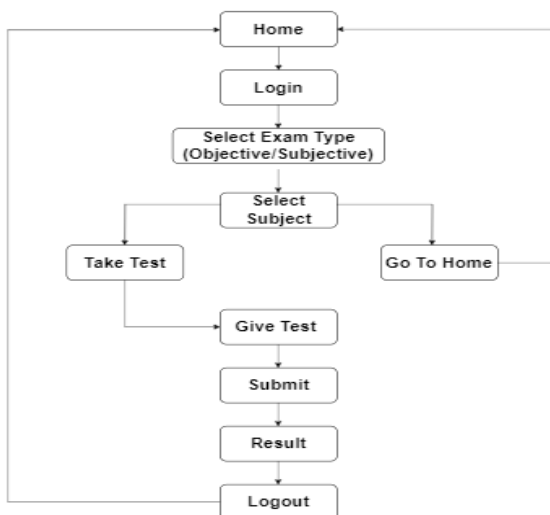 Home
Login
Select Exam Type
(Objective/Subjective)
Select
Subject
Take Test
Go To Home
Give Test
Submit
Result
Logout